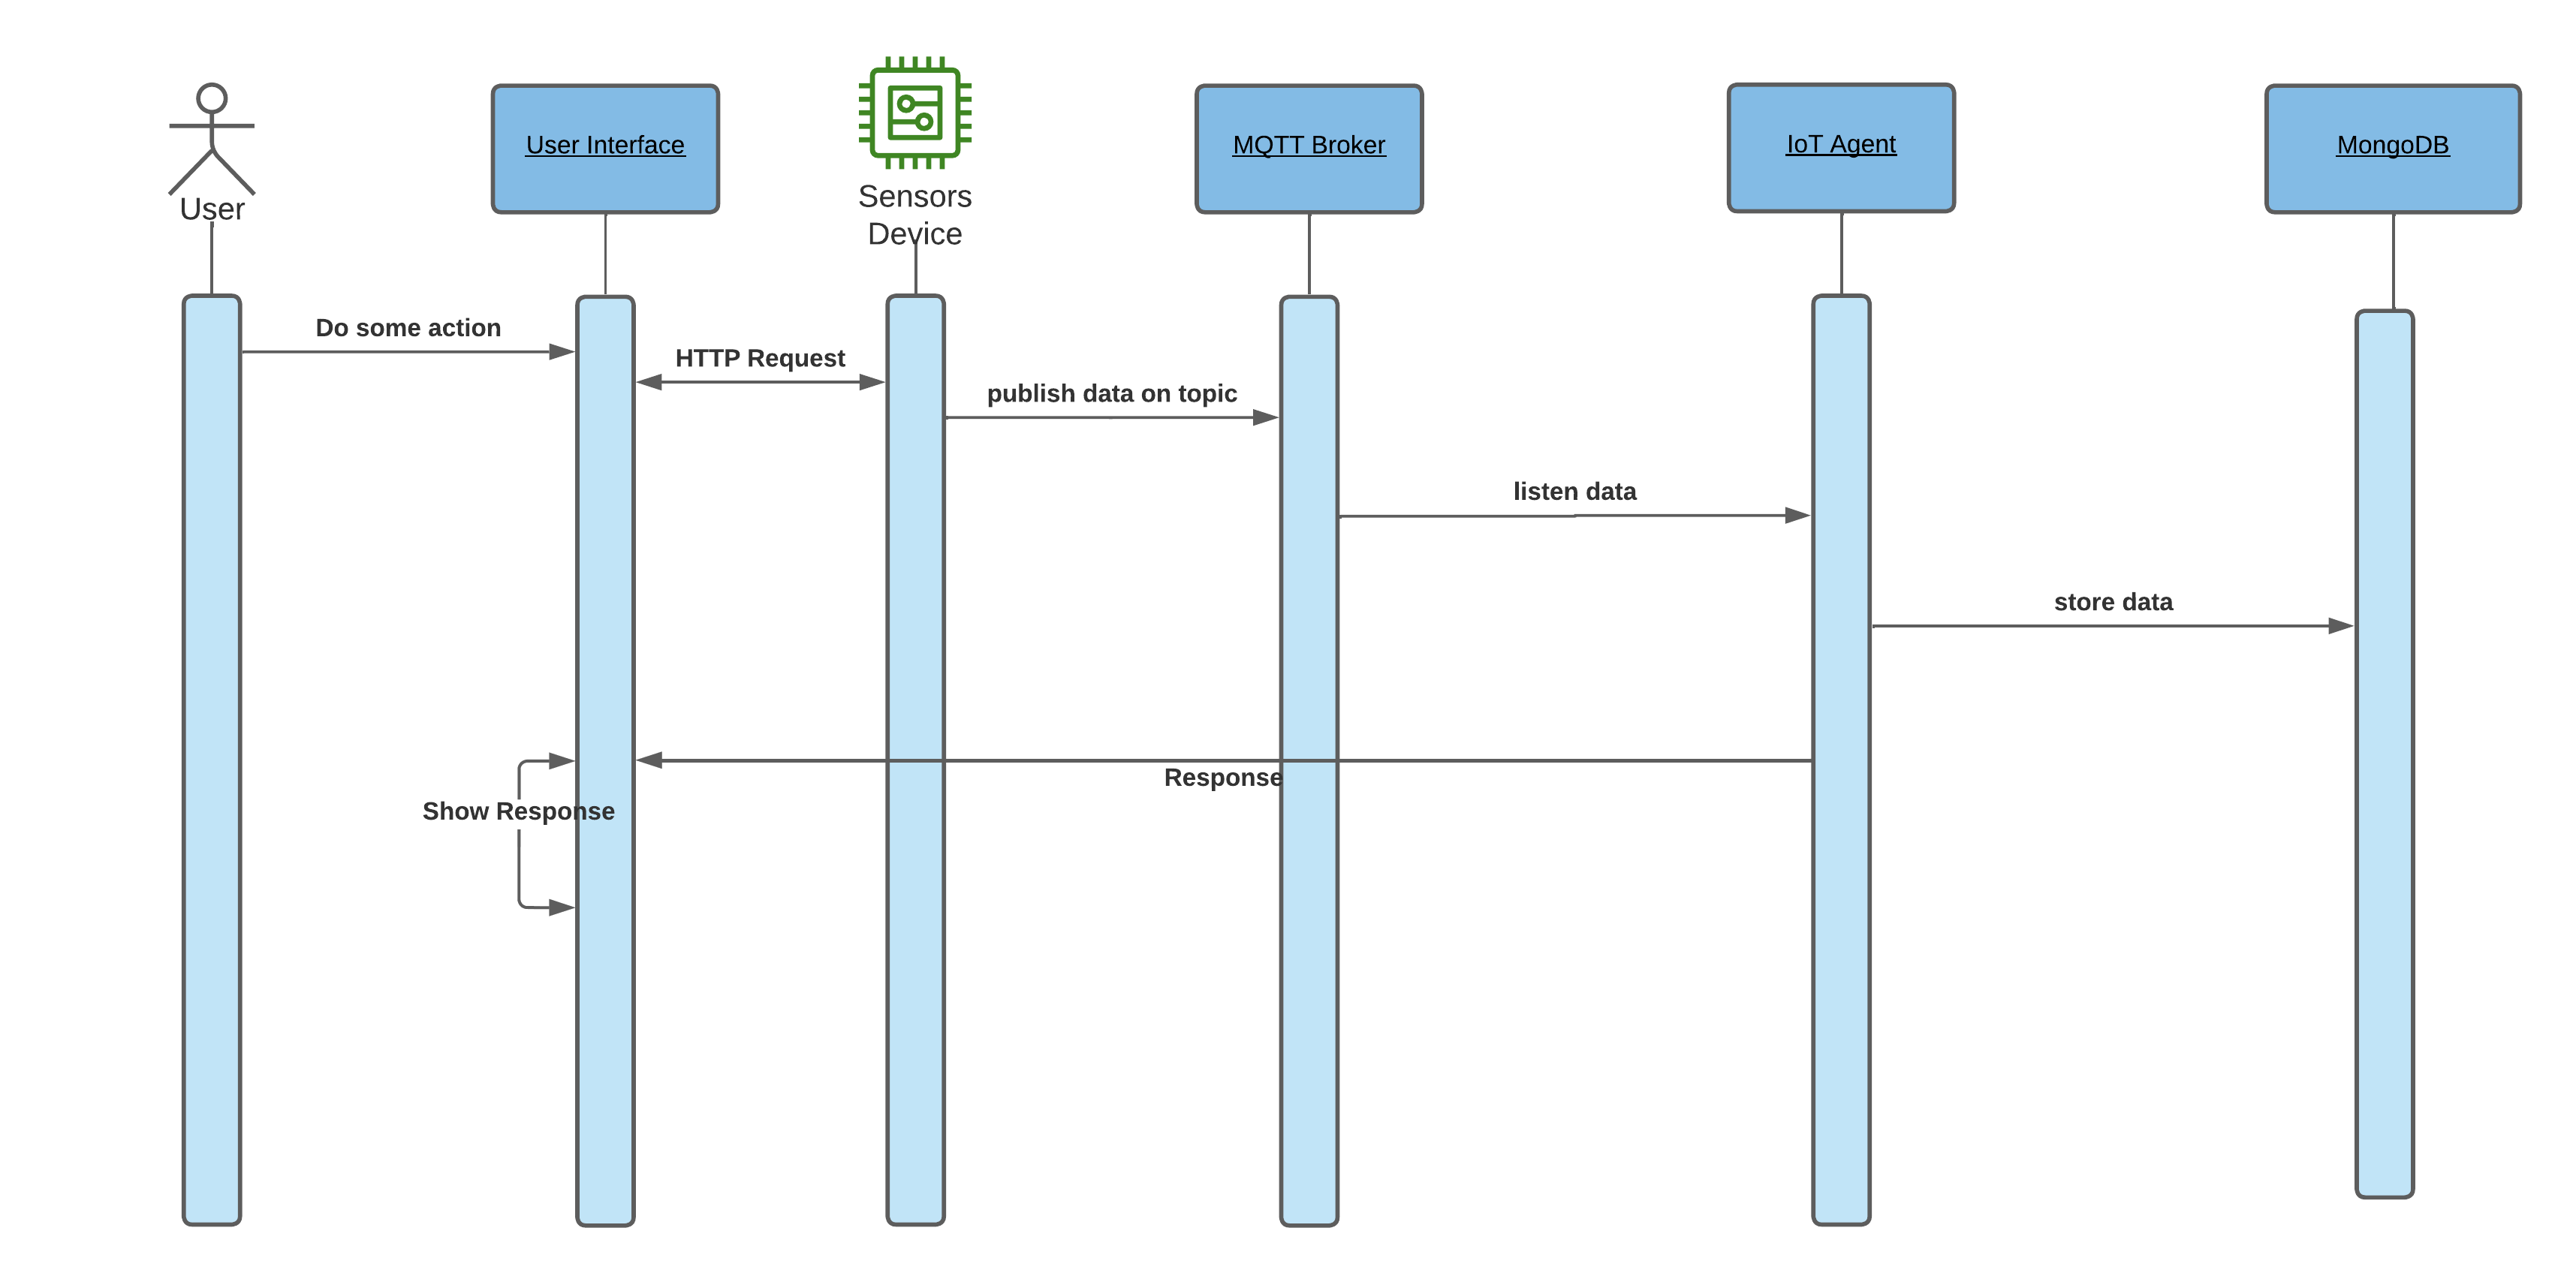 User
User Interface
Sensors
Device
MQTT Broker
IoT Agent
MongoDB
Do some action
HTTP Request
publish data on topic
listen data
store data
Response
Show Response